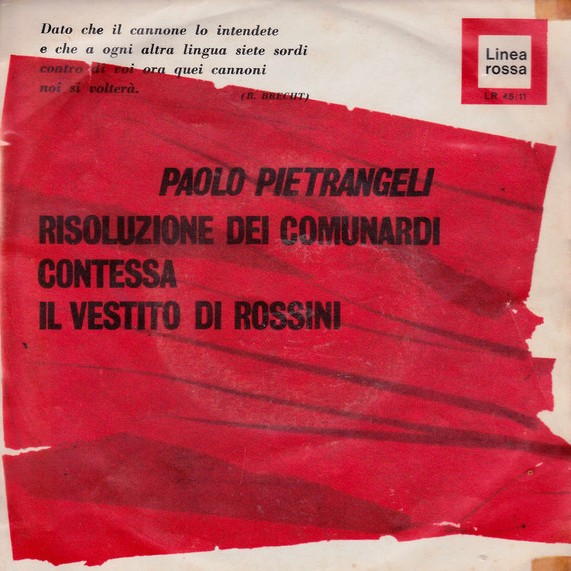 Dato che il cannone lo intendete
e che a ogni altra lingua siete sordi
contro di voi ora quei cannoni
noi si volterà.
(B. BRECHT)
Linea
rossa
LR 45/11
PAOLO PIETRANGELI
RISOLUZIONE DEI COMUNARDI
CONTESSA
IL VESTITO DI ROSSINI